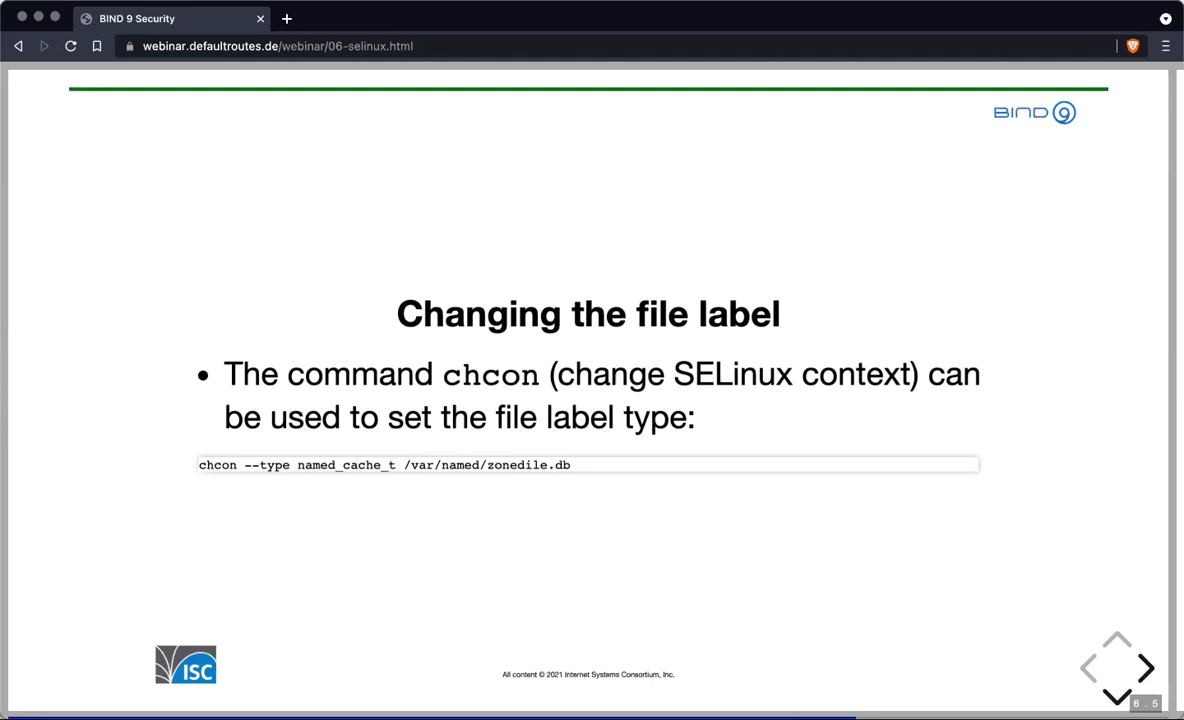 BIND 9 Security
webinar.defaultroutes.de/webinar/06-selinux.html
BIND 9
Changing the file label
• The command chcon (change SELinux context) can
be used to set the file label type:
chcon --type named_cache_t /var/named/zonedile.db
ISC
All content © 2021 Internet Systems Consortium, Inc.
6 . 5